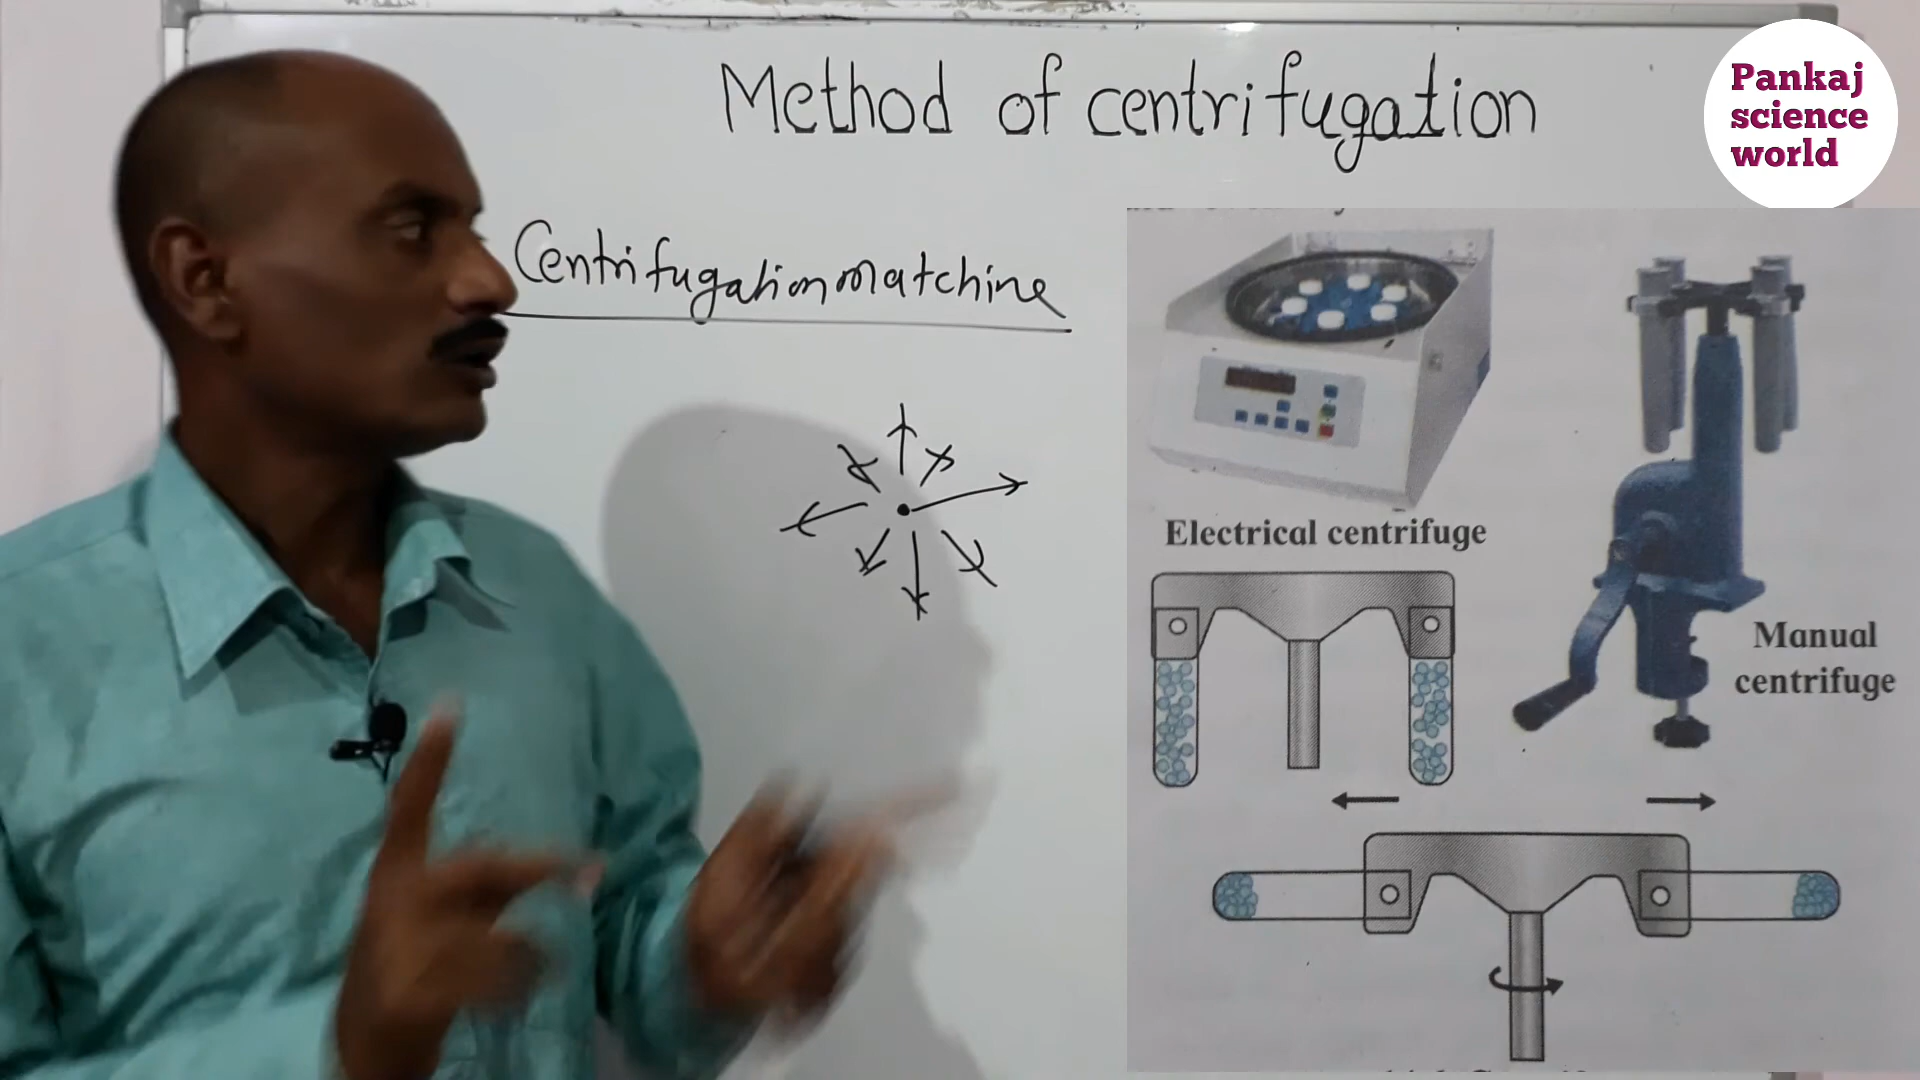 Method of centrifugation
Pankaj
science
world
Centrifugation matchine
Electrical centrifuge
Manual
centrifuge